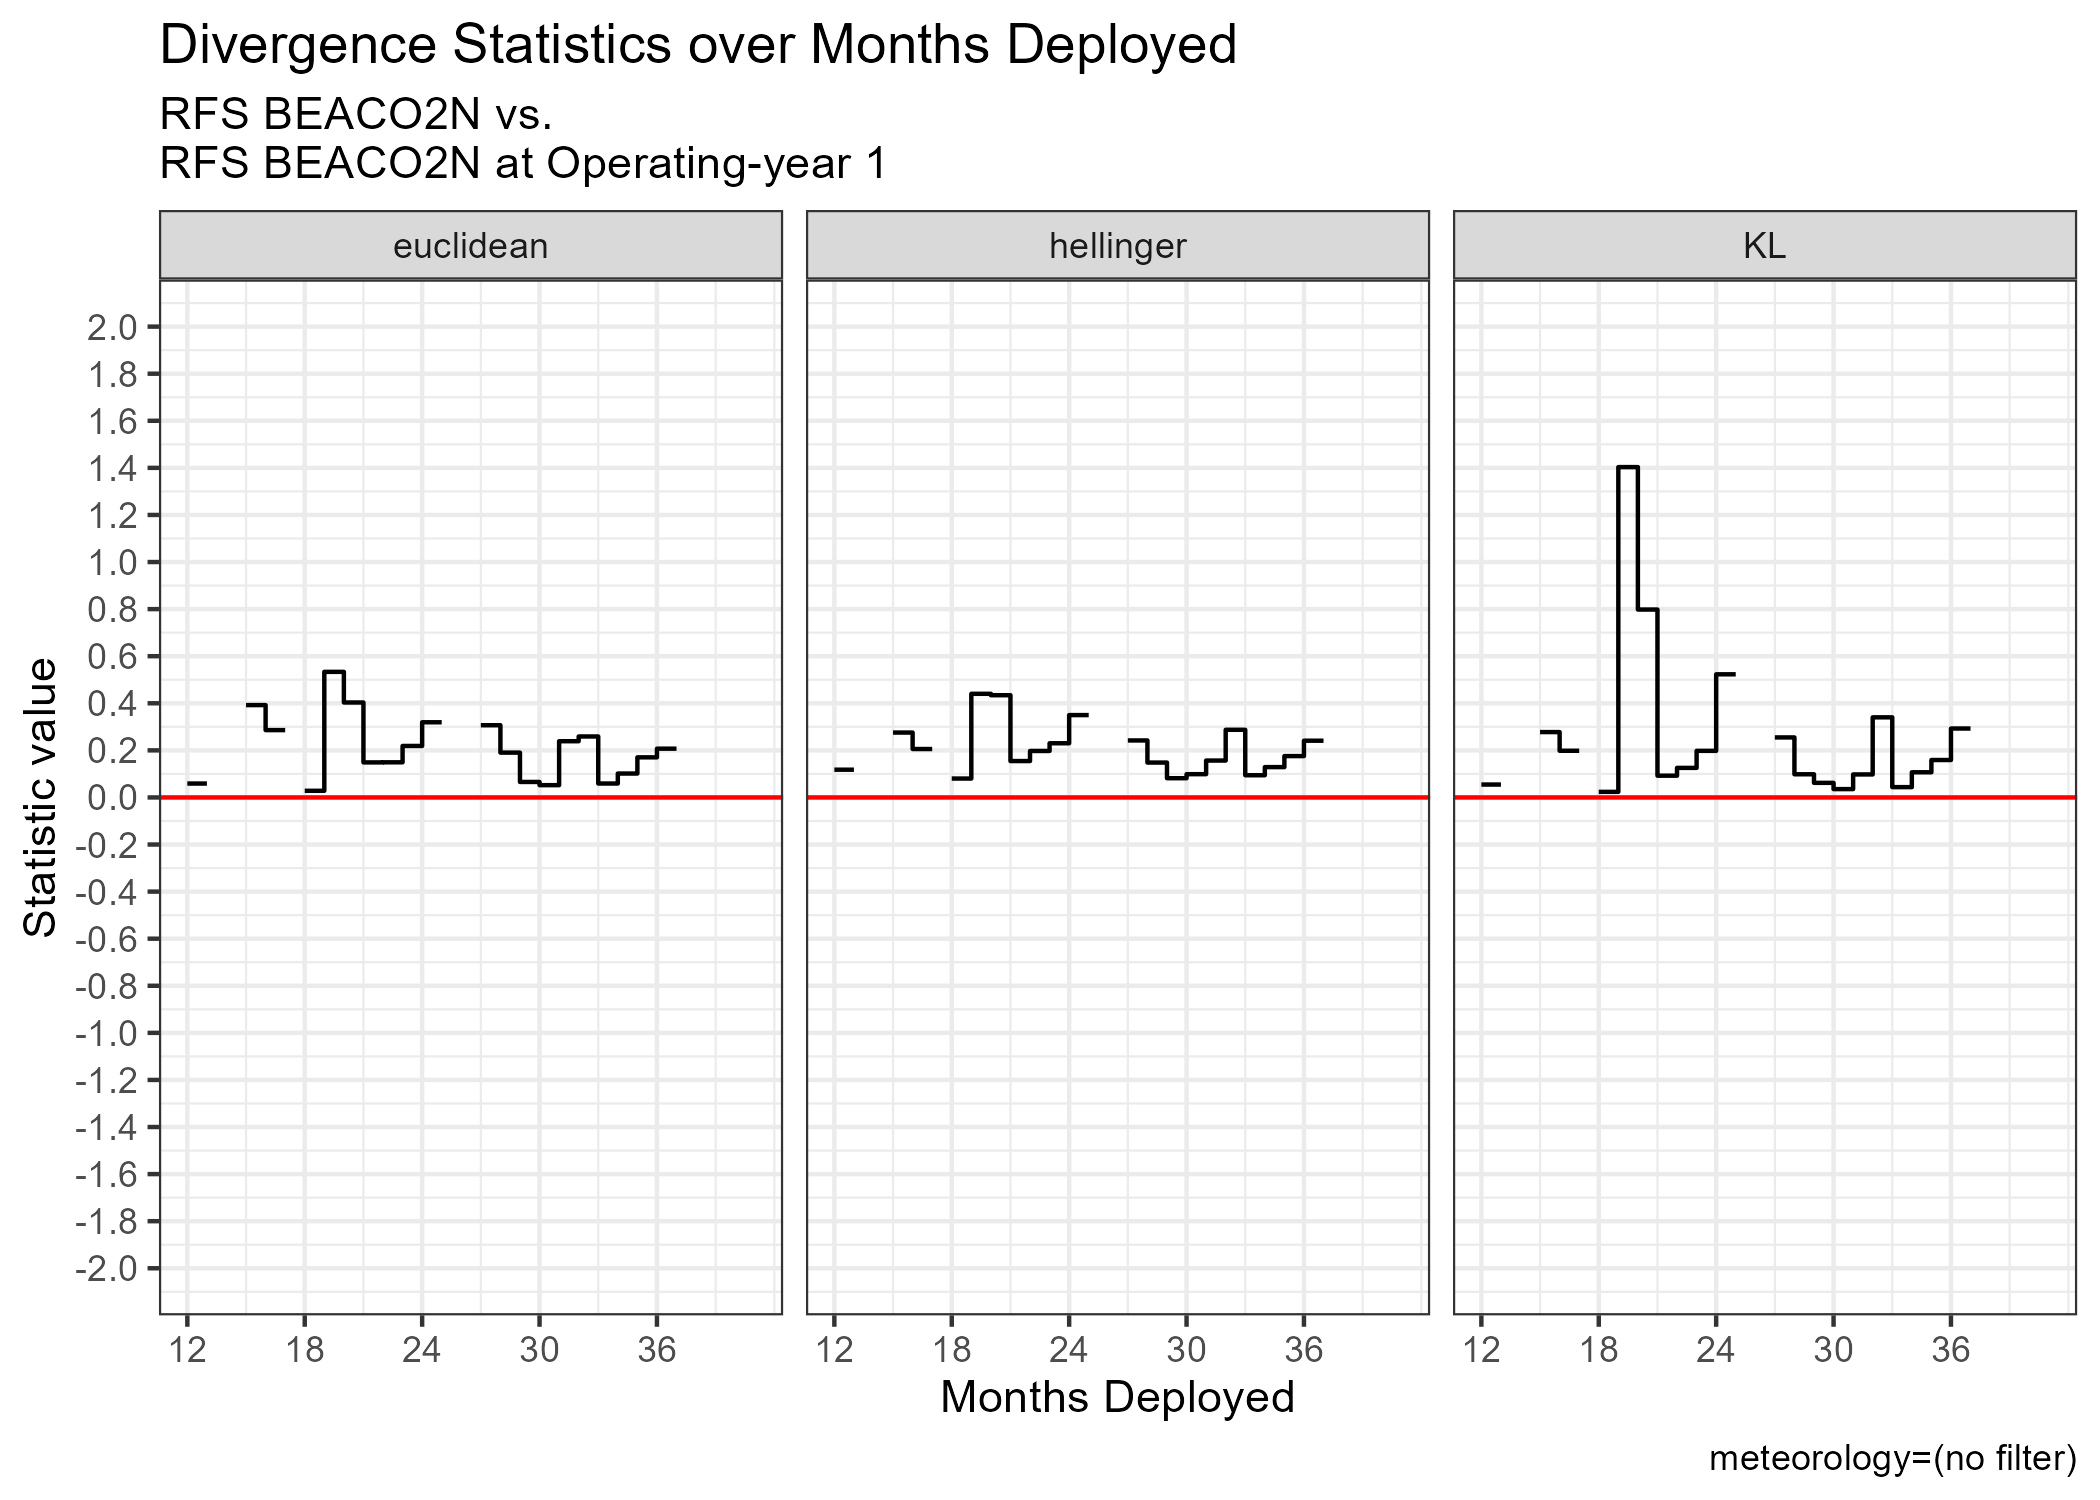 Divergence Statistics over Months Deployed
RFS BEACO2N vs.
RFS BEACO2N at Operating-year 1
euclidean
hellinger
KL
Statistic value
2.0
1.8
1.6
1.4
1.2
1.0
0.8
0.6
0.4
0.2
0.0
-0.2
-0.4
-0.6
-0.8
-1.0
-1.2
-1.4
-1.6
-1.8
-2.0
12 18 24 30 36
12 18 24 30 36
12 18 24 30 36
Months Deployed
meteorology=(no filter)